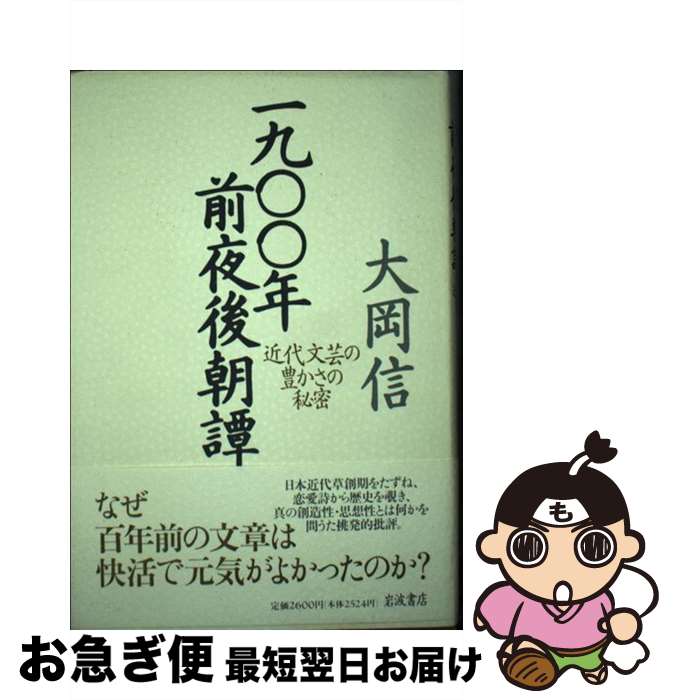 一九〇〇年
前夜後朝譚
近代文芸の
豊かさの
秘密
大岡信
日本近代草創期をたずね、
恋愛詩から歴史を覗き、
真の創造性・思想性とは何かを
問うた挑発的批評。
なぜ
百年前の文章は
快活で元気がよかったのか?
定価2600円(本体2524円) 岩波書店
も
お急ぎ便 最短翌日お届け